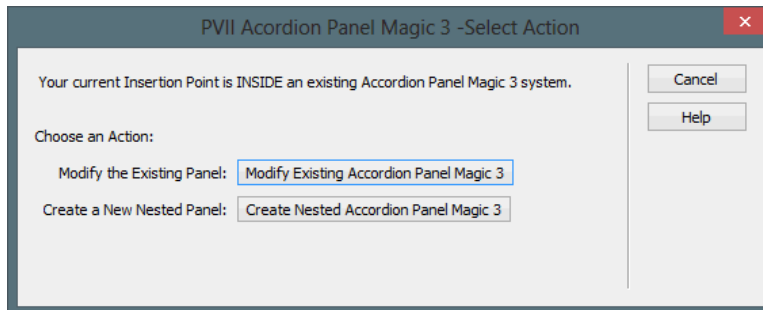 PVII Acordion Panel Magic 3 -Select Action
Your current Insertion Point is INSIDE an existing Accordion Panel Magic 3 system.
Cancel
Help
Choose an Action:
Modify the Existing Panel: Modify Existing Accordion Panel Magic 3
Create a New Nested Panel: Create Nested Accordion Panel Magic 3